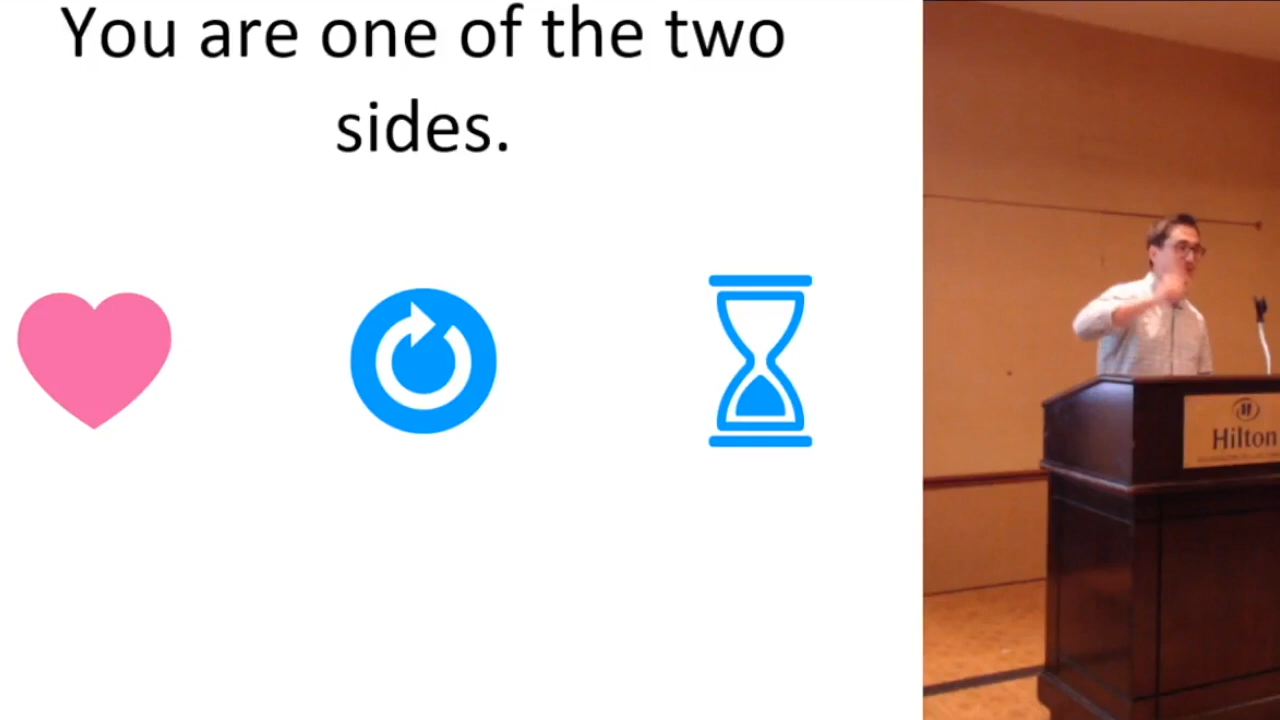 You are one of the two
sides.
Hilton